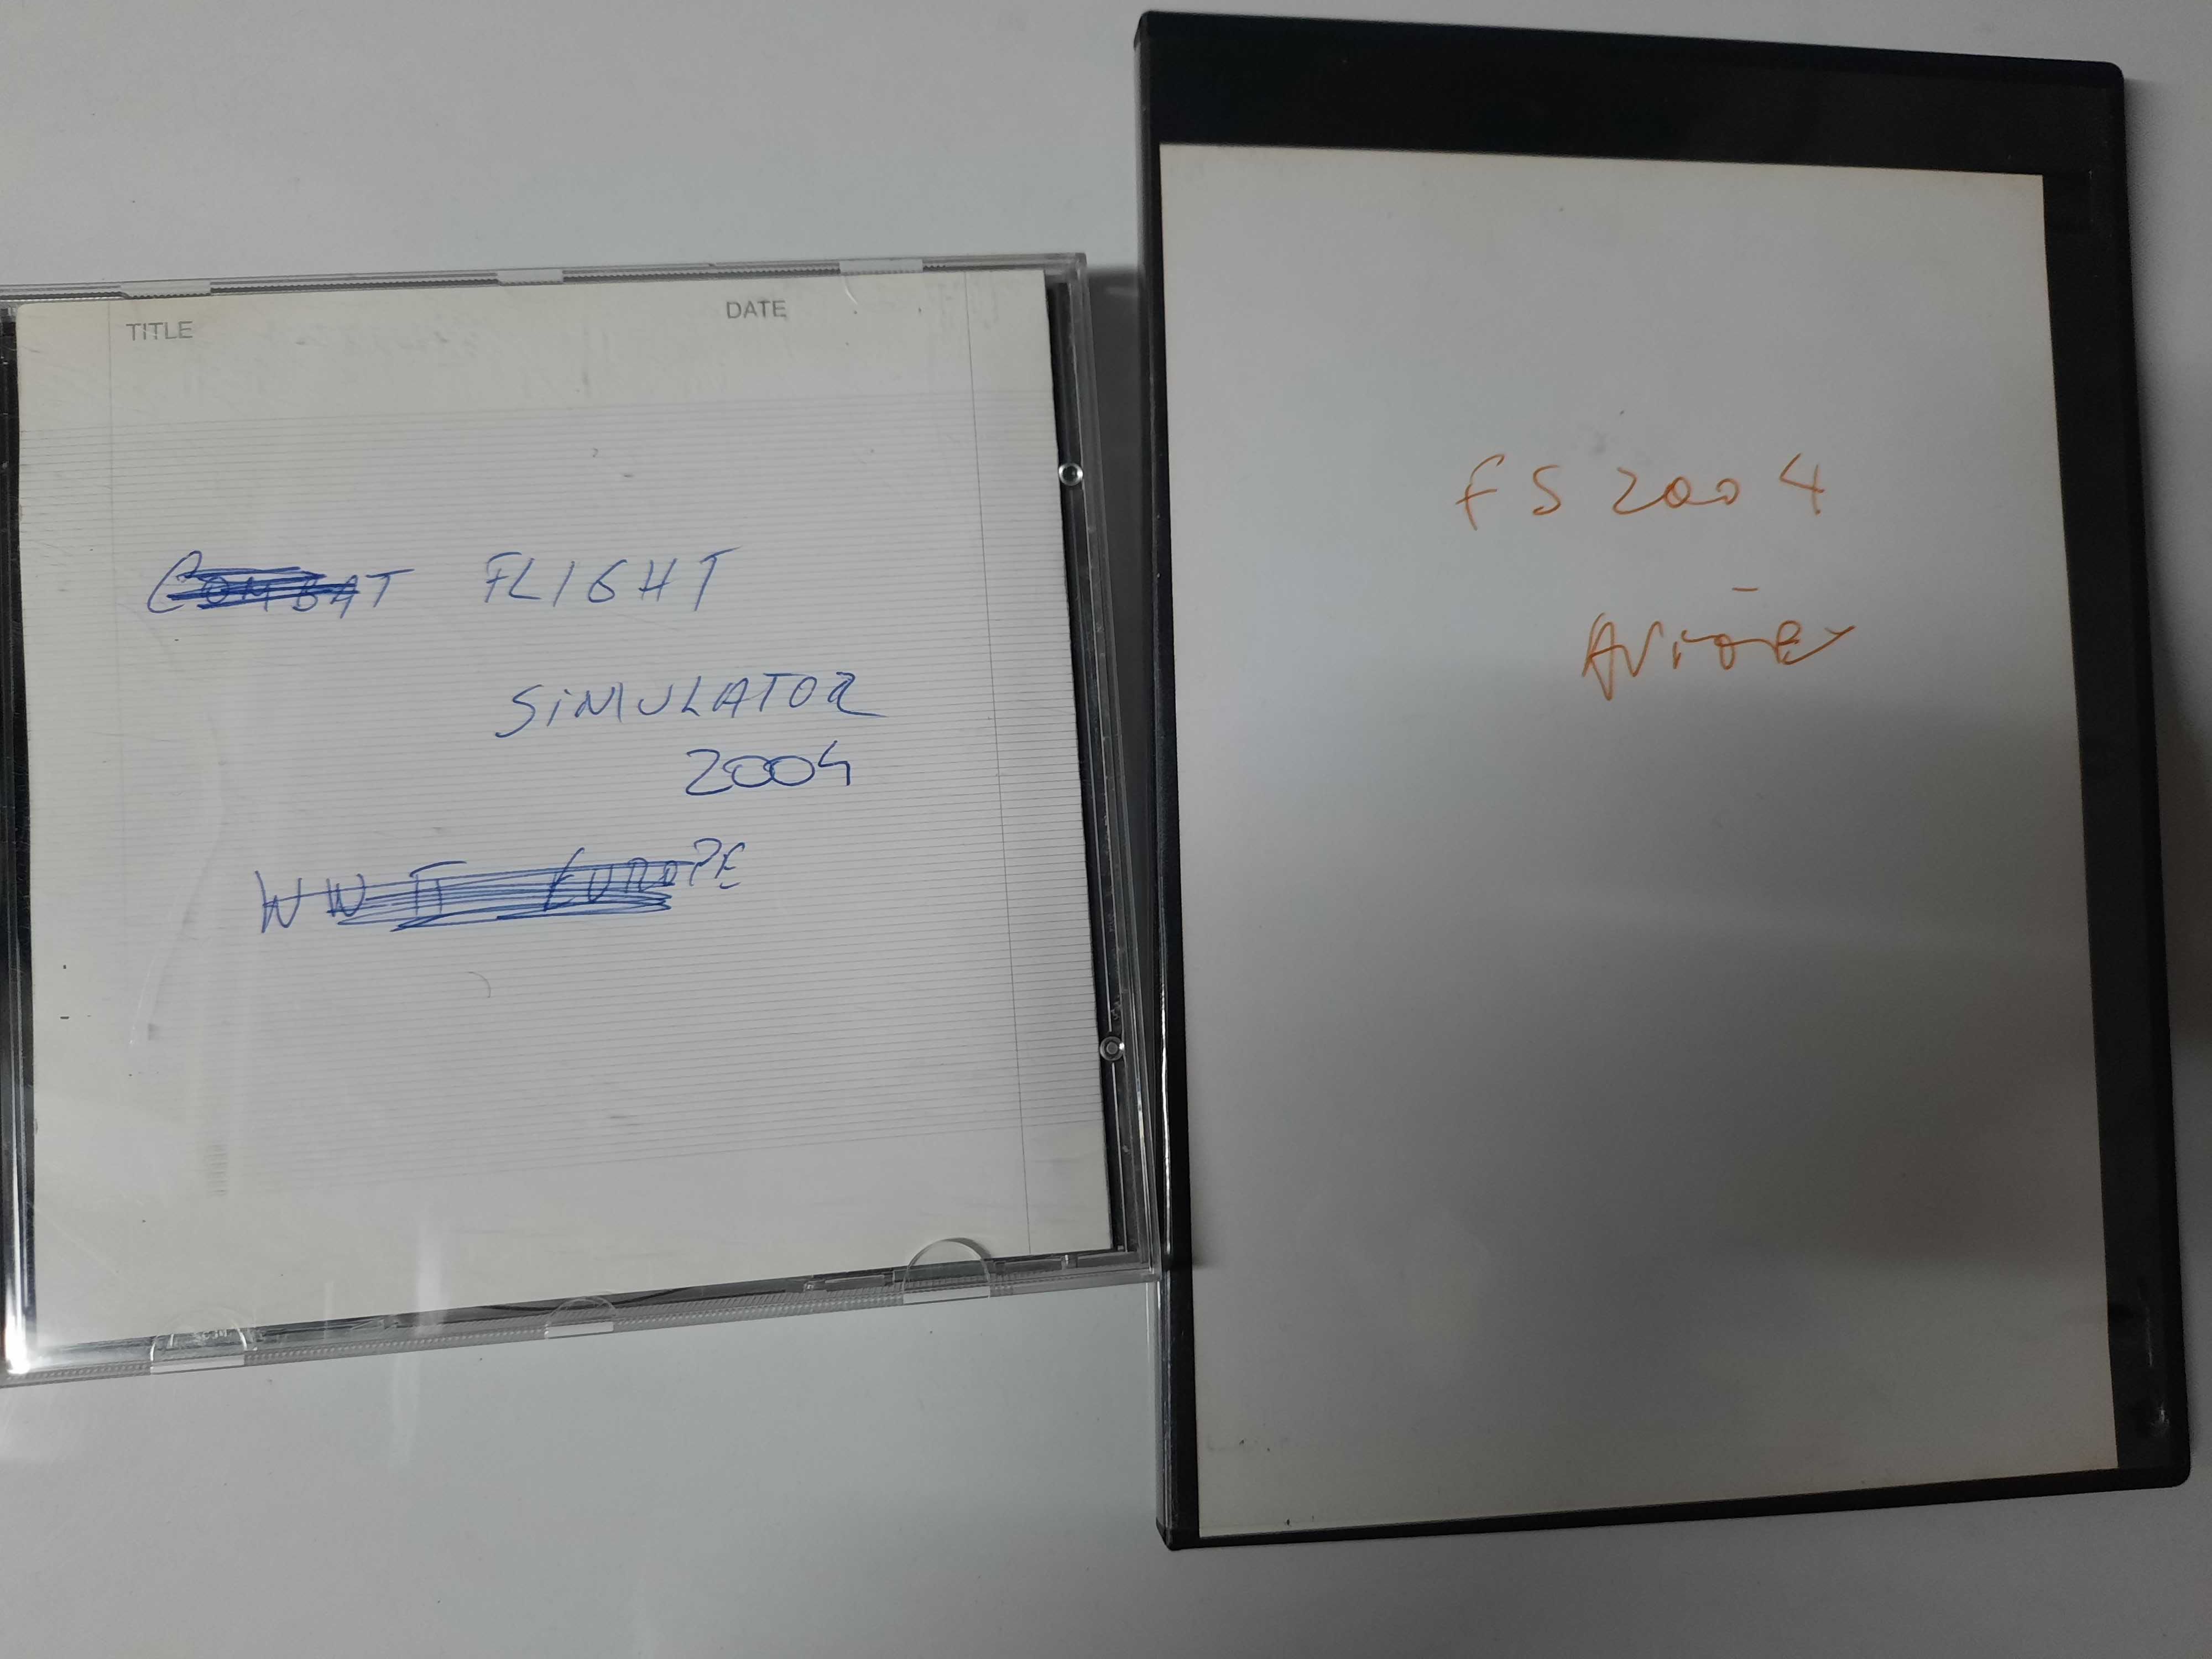 TITLE
DATE
COMBAT FLIGHT
SIMULATOR
2004
WW II EUROPE
FS 2004
AVIÕES